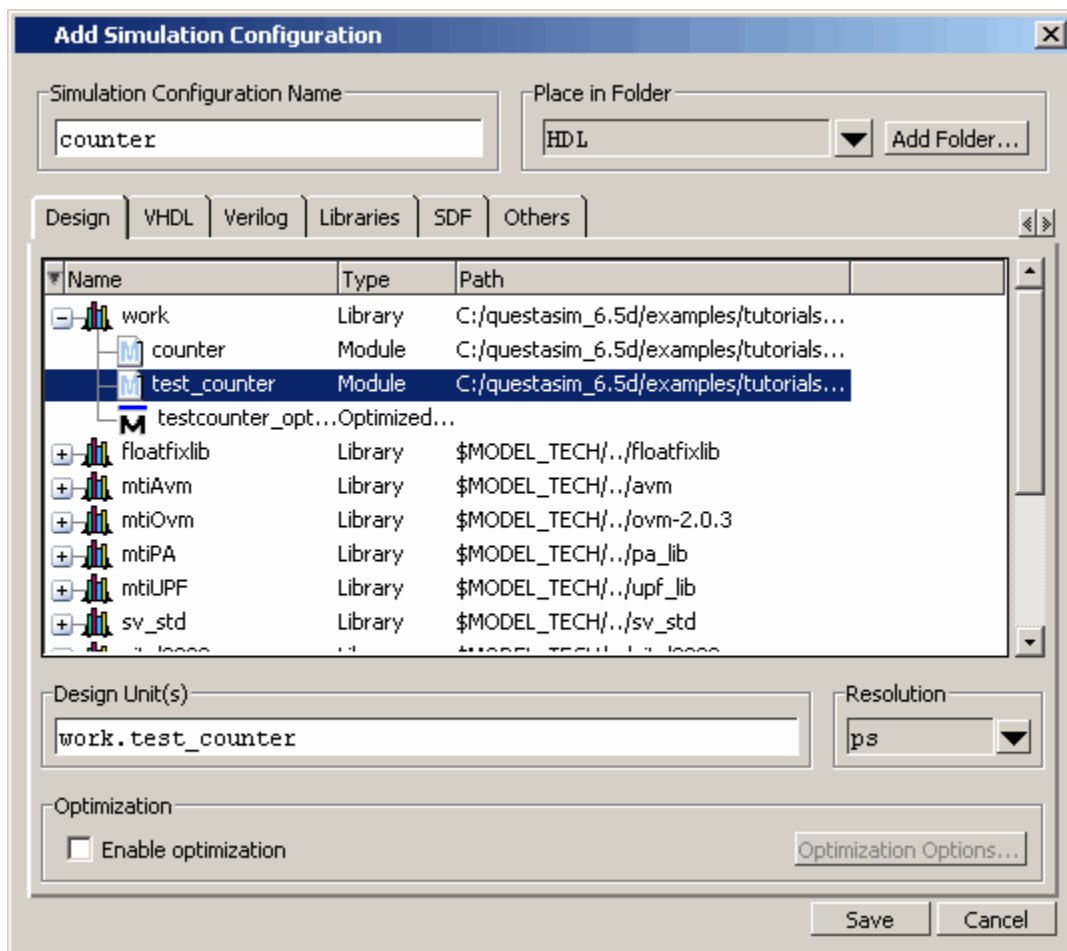 Add Simulation Configuration
Simulation Configuration Name Place in Folder
counter HDL Add Folder...
Design VHDL Verilog Libraries SDF Others
Name Type Path
work Library C:/questasim_6.5d/examples/tutorials...
counter Module C:/questasim_6.5d/examples/tutorials...
test_counter Module C:/questasim_6.5d/examples/tutorials...
testcounter_opt...Optimized...
floatfixlib Library $MODEL_TECH/../floatfixlib
mtiAvm Library $MODEL_TECH/../avm
mtiOvm Library $MODEL_TECH/../ovm-2.0.3
mtiPA Library $MODEL_TECH/../pa_lib
mtiUPF Library $MODEL_TECH/../upf_lib
sv_std Library $MODEL_TECH/../sv_std
Design Unit(s) Resolution
work.test_counter ps
Optimization
Enable optimization Optimization Options...
Save Cancel